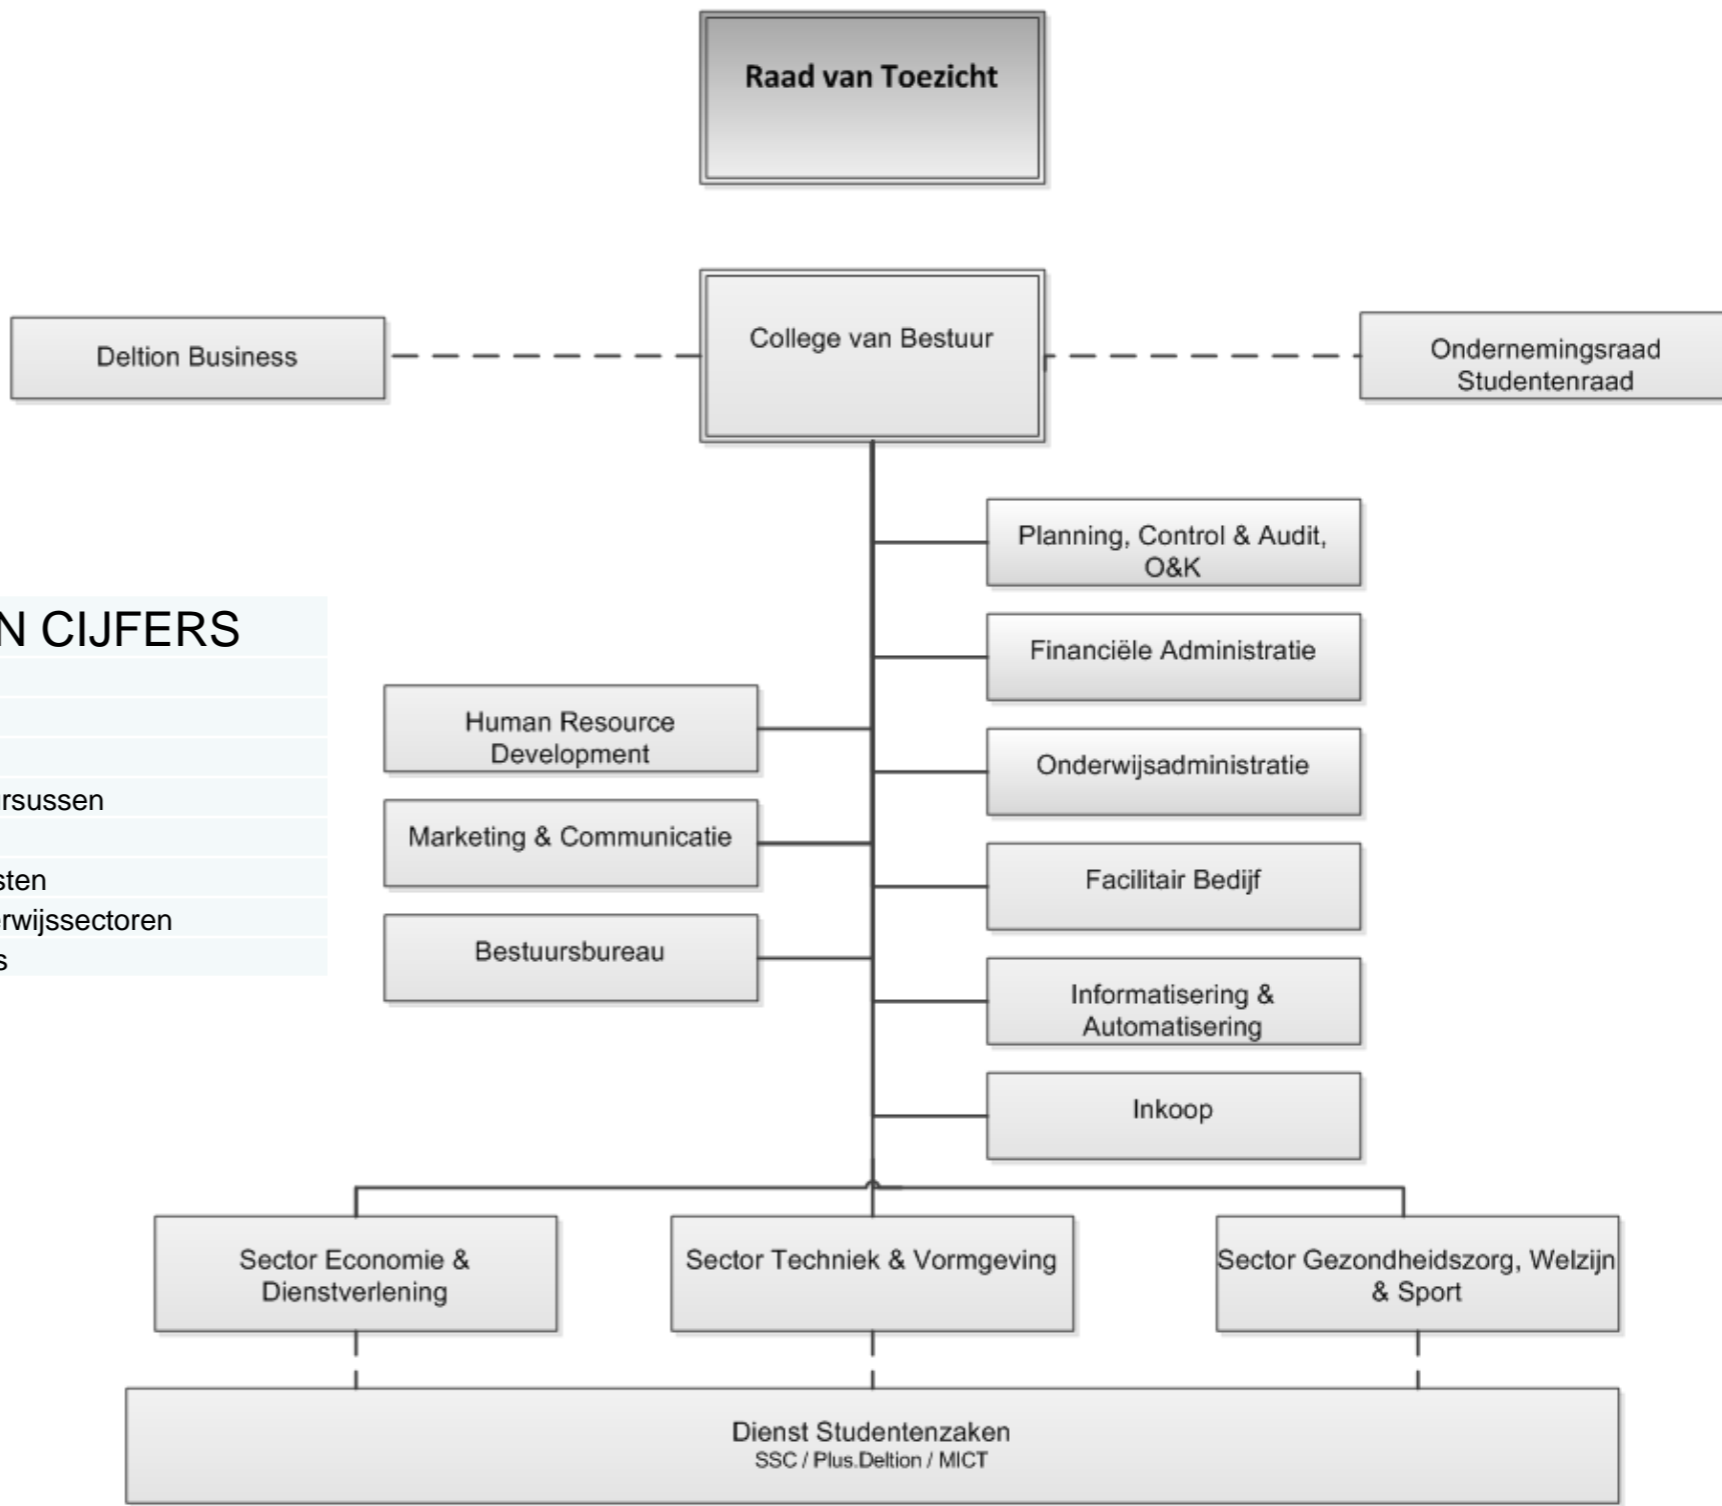 Raad van Toezicht
College van Bestuur
Deltion Business
Ondernemingsraad
Studentenraad
Planning, Control & Audit,
O&K
Financiële Administratie
Onderwijsadministratie
Facilitair Bedijf
Informatisering &
Automatisering
Inkoop
Human Resource
Development
Marketing & Communicatie
Bestuursbureau
N CIJFERS
rsussen
sten
erwijssectoren
s
Sector Economie &
Dienstverlening
Sector Techniek & Vormgeving
Sector Gezondheidszorg, Welzijn
& Sport
Dienst Studentenzaken
SSC / Plus.Deltion / MICT